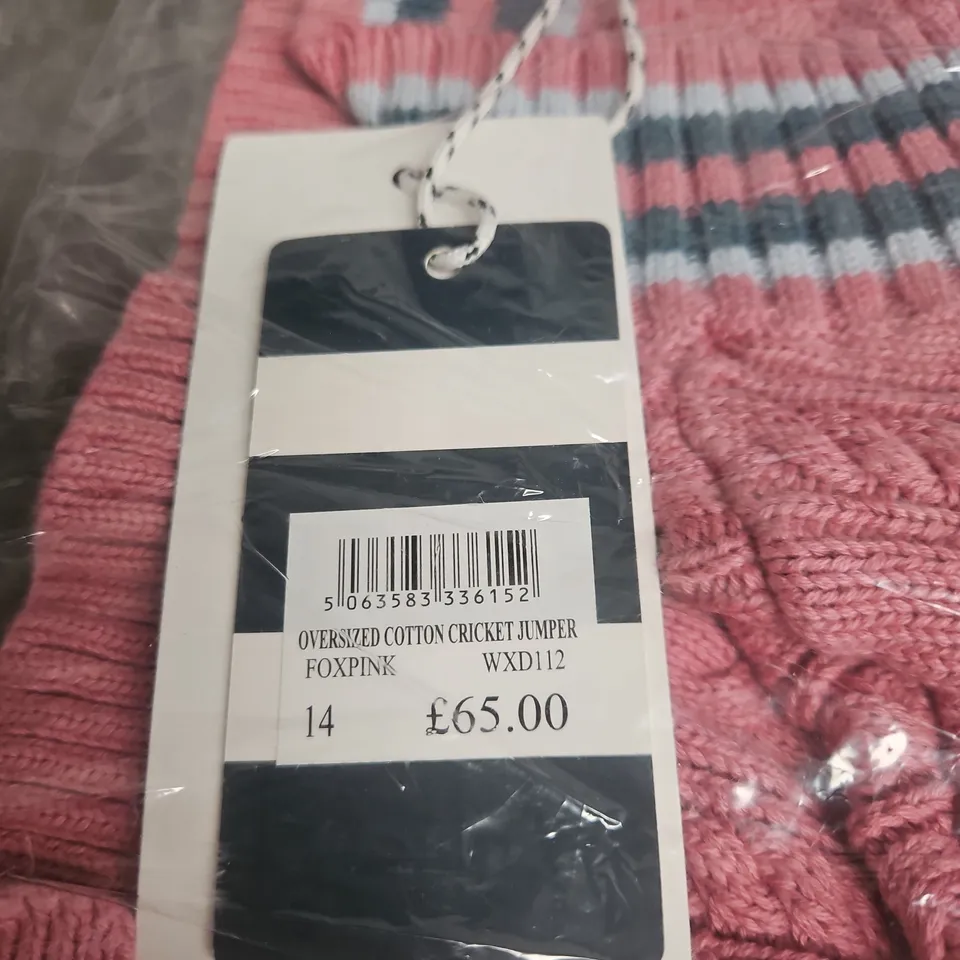 5 063583 336152
OVERSIZED COTTON CRICKET JUMPER
FOXPINK WXD112
14 £65.00